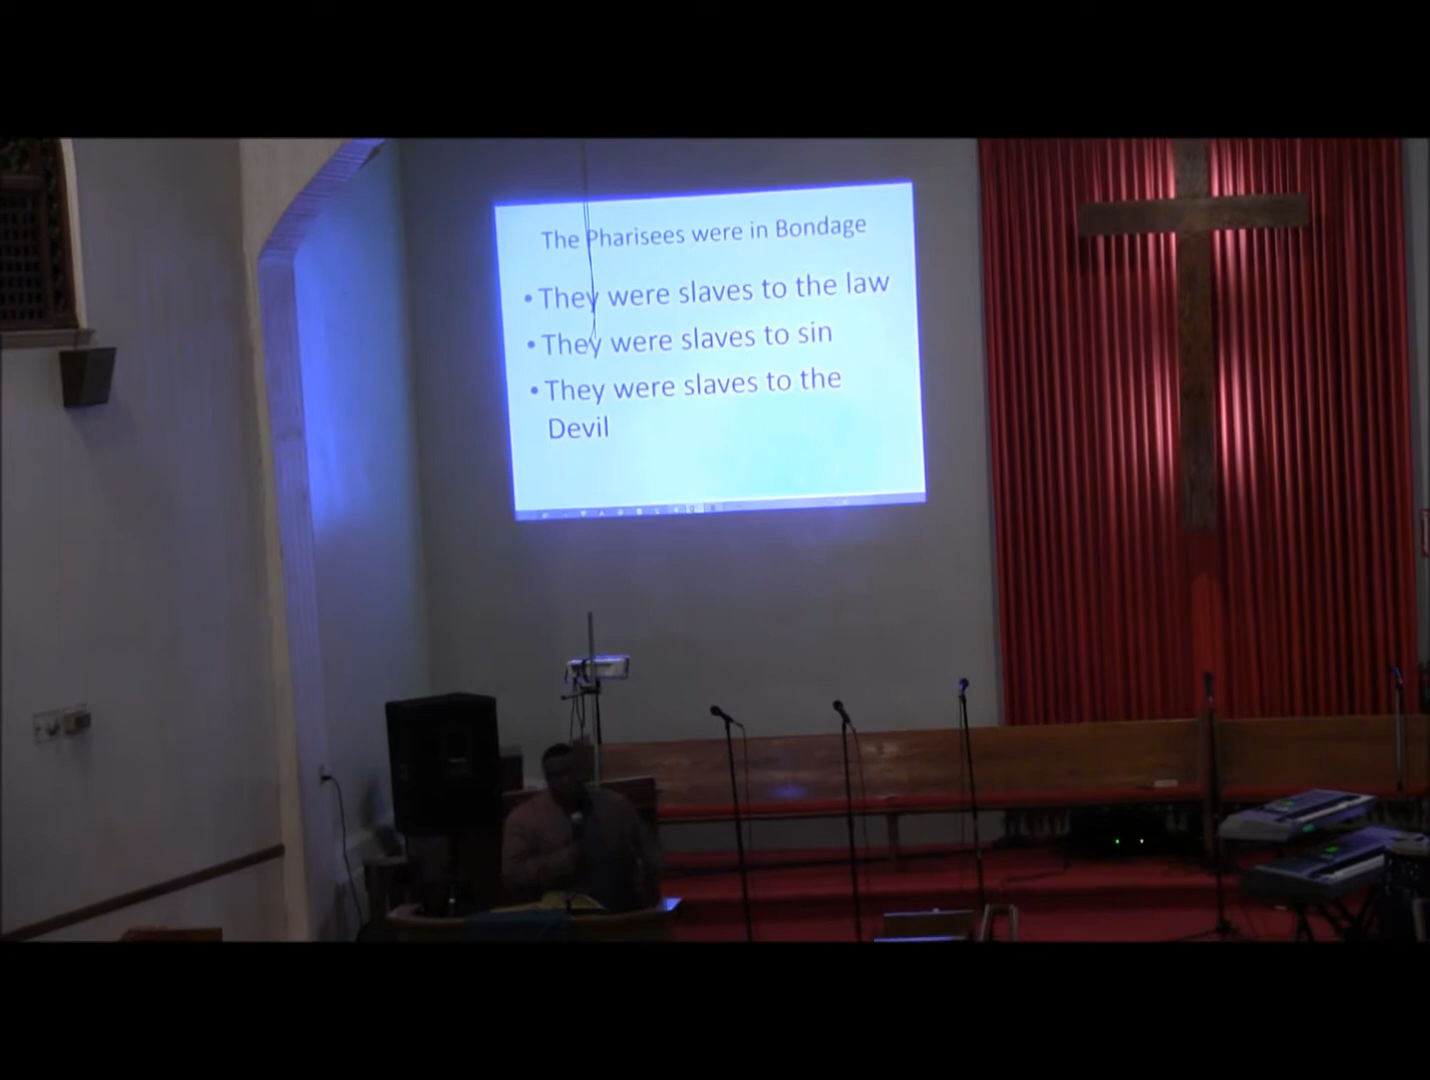 The Pharisees were in Bondage
• They were slaves to the law
• They were slaves to sin
• They were slaves to the
Devil